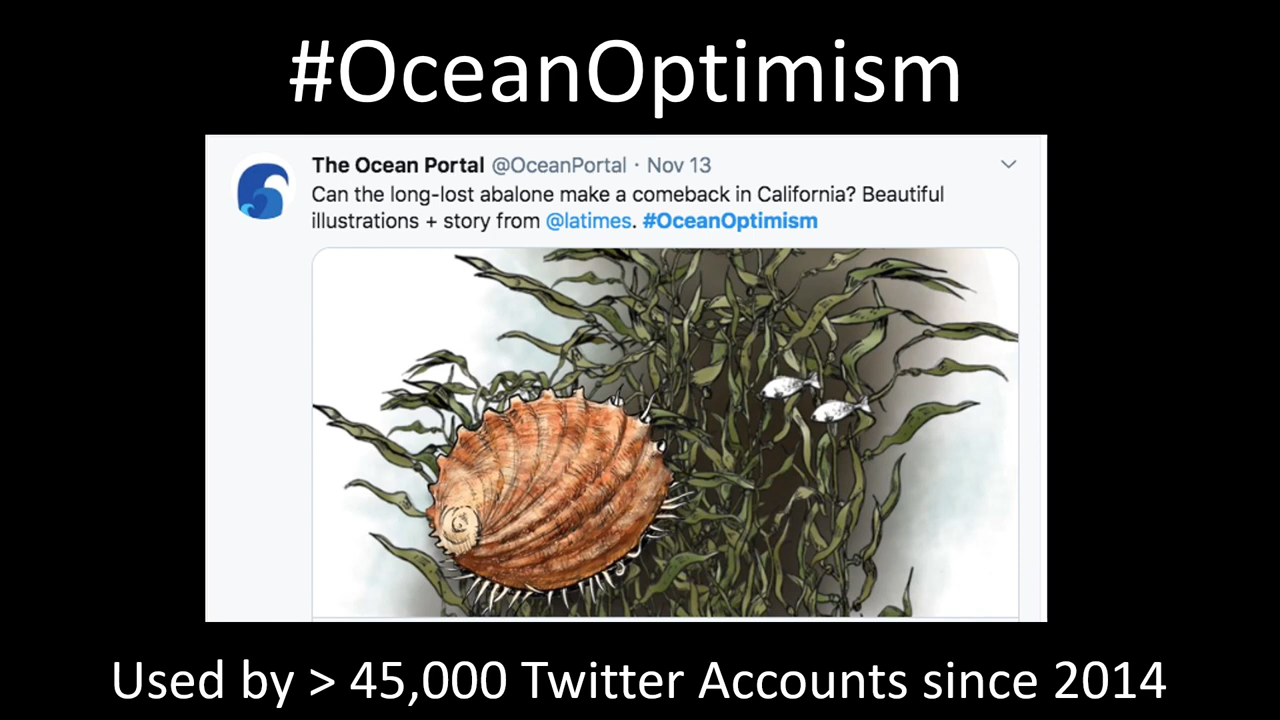 #OceanOptimism
The Ocean Portal @OceanPortal · Nov 13
Can the long-lost abalone make a comeback in California? Beautiful
illustrations + story from @latimes. #OceanOptimism
Used by > 45,000 Twitter Accounts since 2014